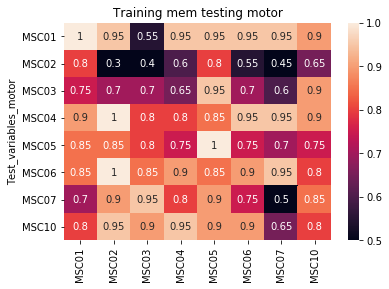 Training mem testing motor
Test_variables_motor
MSC01 1 0.95 0.55 0.95 0.95 0.95 0.95 0.9
MSC02 0.8 0.3 0.4 0.6 0.8 0.55 0.45 0.65
MSC03 0.75 0.7 0.7 0.65 0.95 0.7 0.6 0.9
MSC04 0.9 1 0.8 0.8 0.85 0.95 0.95 0.9
MSC05 0.85 0.85 0.8 0.75 1 0.75 0.7 0.75
MSC06 0.85 1 0.85 0.9 0.85 0.9 0.95 0.8
MSC07 0.7 0.9 0.95 0.8 0.9 0.75 0.5 0.85
MSC10 0.8 0.95 0.9 0.95 0.9 0.9 0.65 0.8
MSC01 MSC02 MSC03 MSC04 MSC05 MSC06 MSC07 MSC10
1.0
0.9
0.8
0.7
0.6
0.5